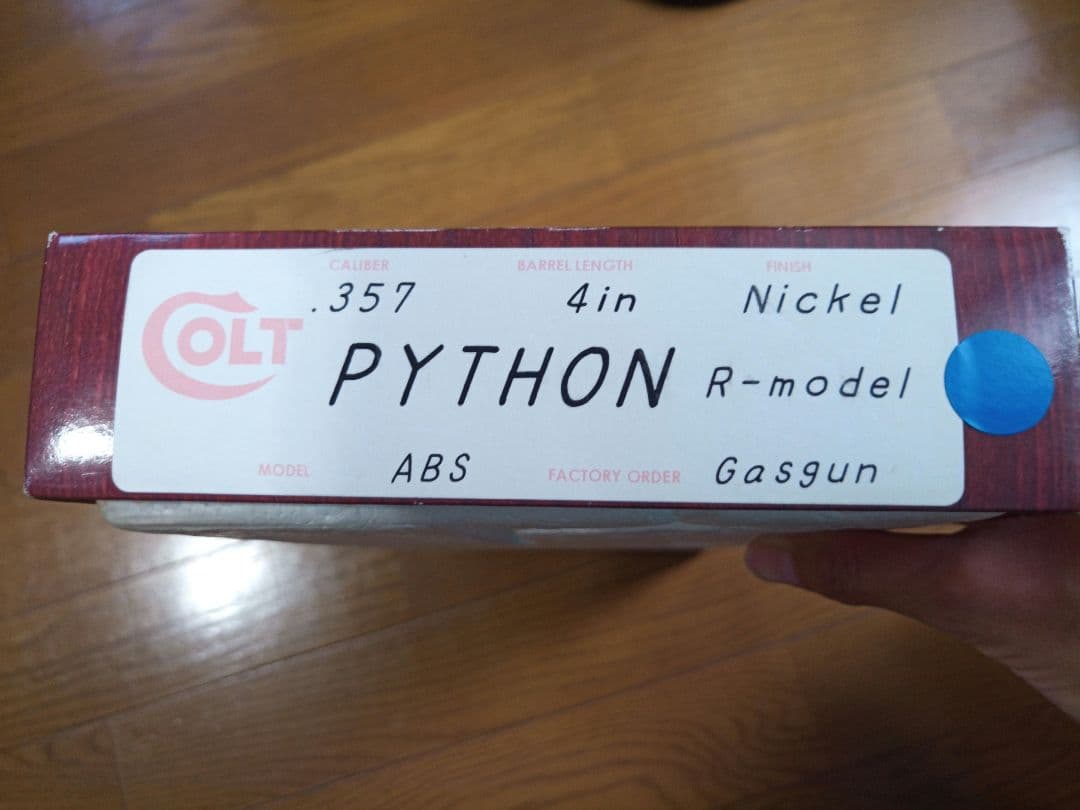 CALIBER BARREL LENGTH FINISH
.357 4in Nickel
COLT
PYTHON R-model
MODEL ABS FACTORY ORDER Gasgun